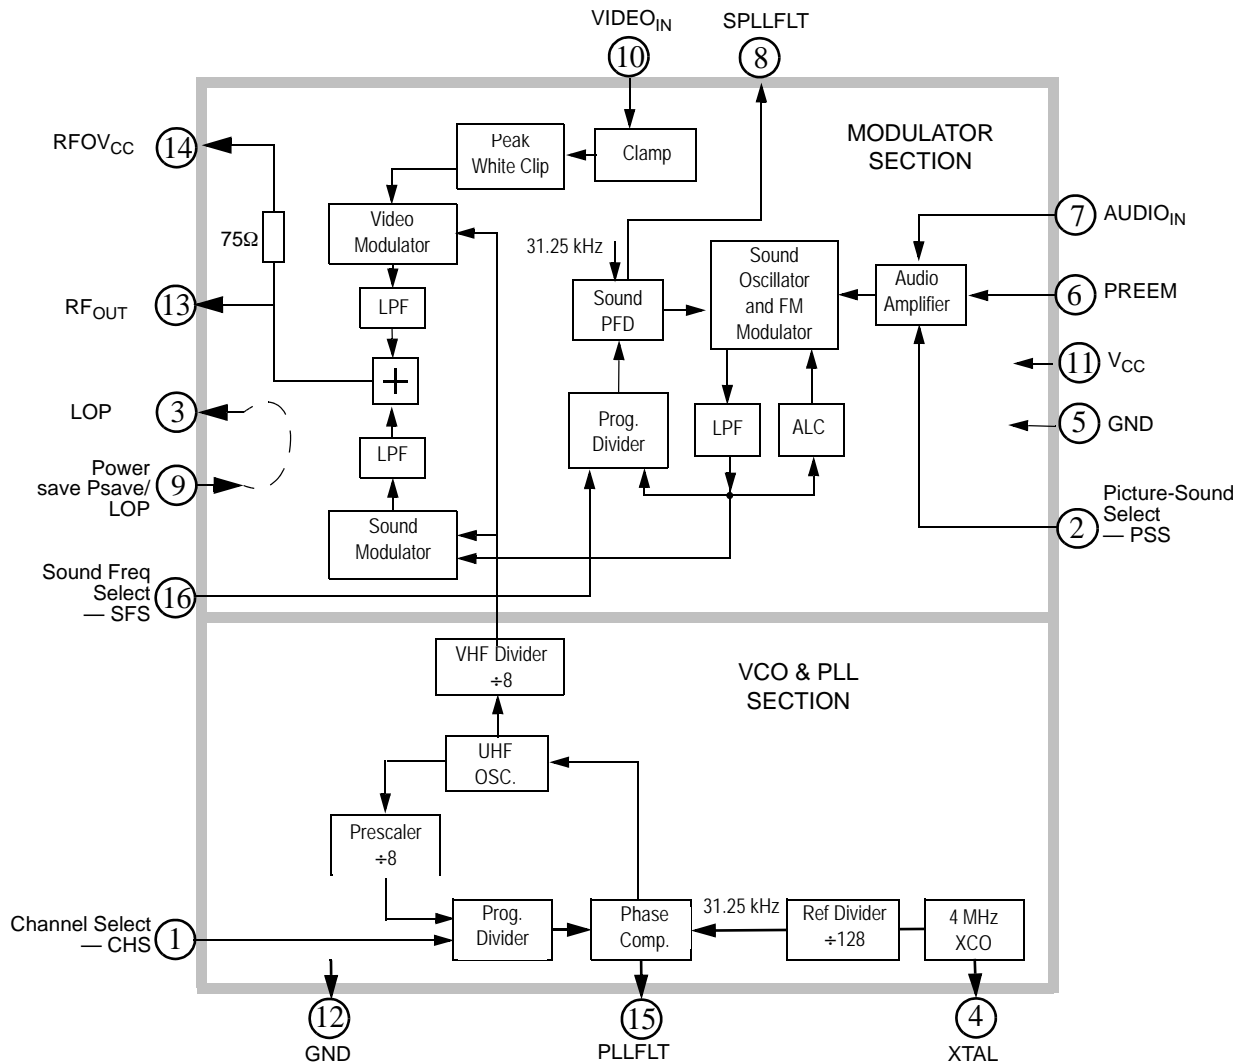 VIDEOIN
SPLLFLT
10
8
RFOVCC
14
Peak
White Clip
Clamp
MODULATOR
SECTION
Video
Modulator
75Ω
31.25 kHz
7
AUDIOIN
Sound
Oscillator
and FM
Modulator
Audio
Amplifier
RFOUT
13
LPF
Sound
PFD
6
PREEM
11
VCC
+
LOP
3
Prog.
Divider
LPF
ALC
5
GND
LPF
Power
save Psave/
LOP
9
Picture-Sound
Select
— PSS
2
Sound
Modulator
Sound Freq
Select
— SFS
16
VHF Divider
÷8
VCO & PLL
SECTION
UHF
OSC.
Prescaler
÷8
Channel Select
— CHS
1
Prog.
Divider
Phase
Comp.
31.25 kHz
Ref Divider
÷128
4 MHz
XCO
12
GND
15
PLLFLT
4
XTAL